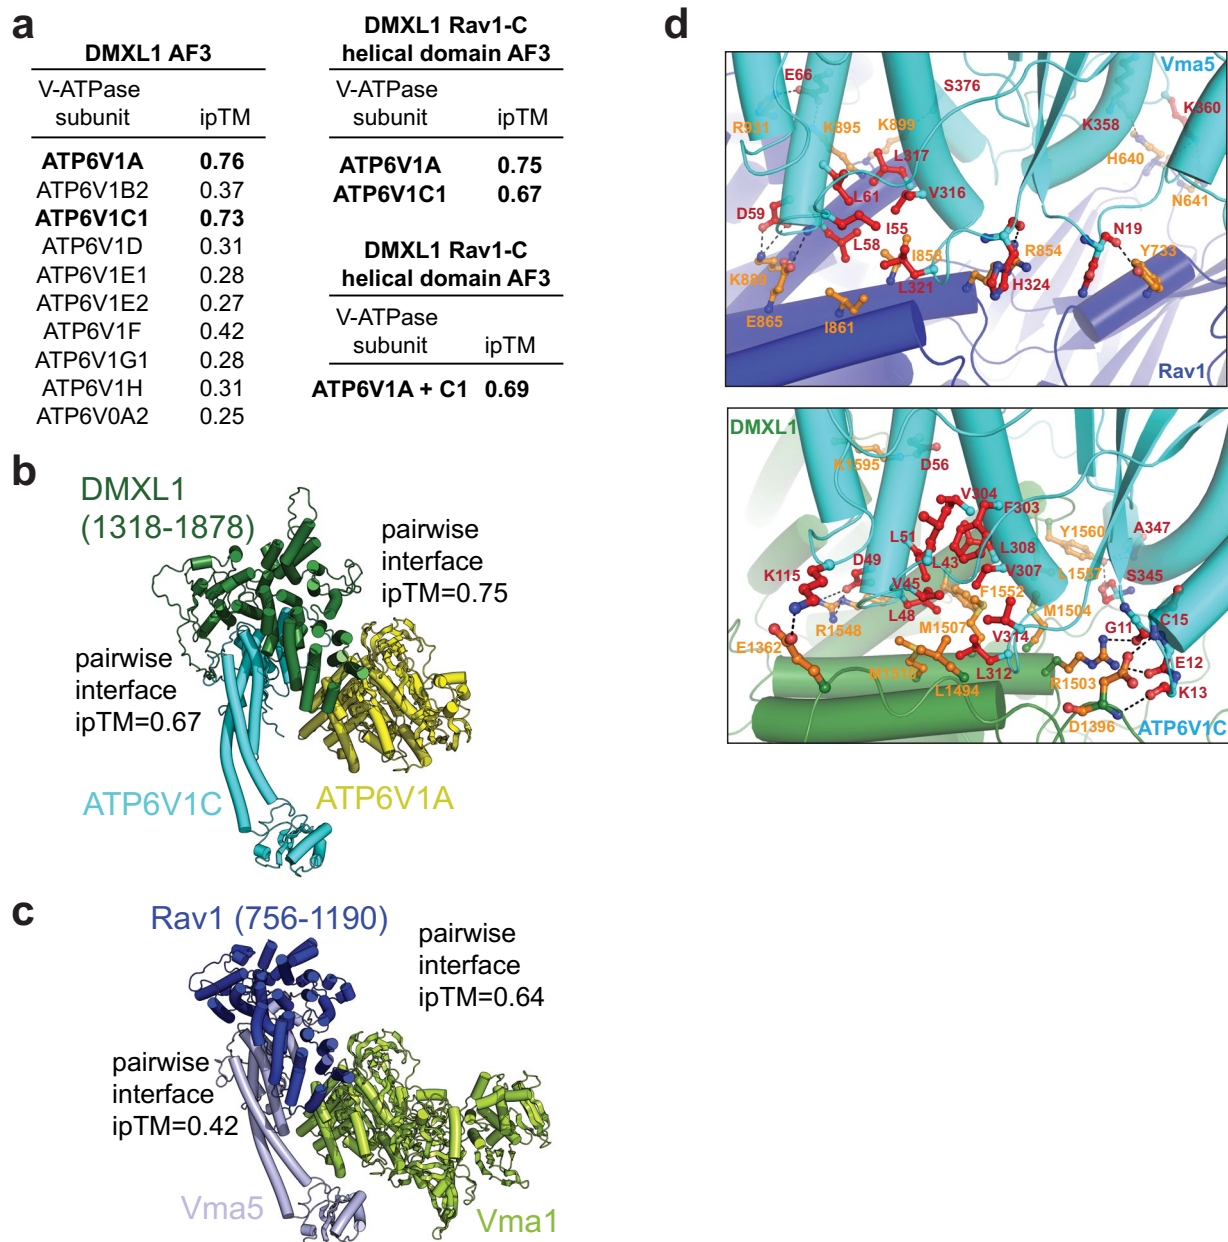 a
DMXL1 AF3
V-ATPase
subunit ipTM
ATP6V1A 0.76
ATP6V1B2 0.37
ATP6V1C1 0.73
ATP6V1D 0.31
ATP6V1E1 0.28
ATP6V1E2 0.27
ATP6V1F 0.42
ATP6V1G1 0.28
ATP6V1H 0.31
ATP6V0A2 0.25
DMXL1 Rav1-C
helical domain AF3
V-ATPase
subunit ipTM
ATP6V1A 0.75
ATP6V1C1 0.67
DMXL1 Rav1-C
helical domain AF3
V-ATPase
subunit ipTM
ATP6V1A + C1 0.69
b
DMXL1
(1318-1878)
pairwise
interface
ipTM=0.75
pairwise
interface
ipTM=0.67
ATP6V1C
ATP6V1A
c
Rav1 (756-1190)
pairwise
interface
ipTM=0.64
pairwise
interface
ipTM=0.42
Vma5
Vma1
d
E66
S376
Vma5
K360
R931
K895
K899
K358
L317
H640
L61
V316
N641
D59
I55
N19
L58
I853
R854
Y733
K889
L321
H324
E865
I861
Rav1
DMXL1
K1595
D56
V304
F303
Y1560
A347
L51
L308
D49
L43
L1557
K115
V307
S345
V45
F1552
C15
L48
M1504
G11
R1548
M1507
V314
E1362
E12
M1510
L312
R1503
L1494
K13
D1396
ATP6V1C